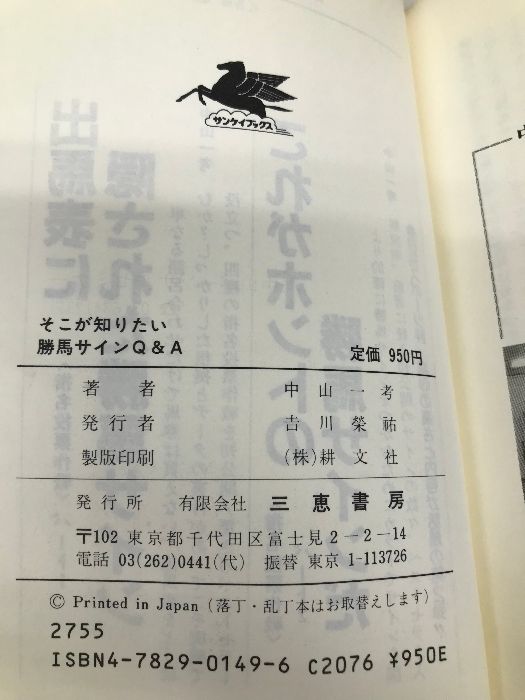 サンケイブックス
そこが知りたい
勝馬サインQ&A 定価 950円
著者 中山一考
発行者 吉川榮祐
製版印刷 (株)耕文社
発行所 有限会社 三恵書房
〒102 東京都千代田区富士見2-2-14
電話 03(262)0441(代) 振替 東京1-113726
© Printed in Japan (落丁・乱丁本はお取替えします)
2755
ISBN4-7829-0149-6 C2076 ¥950E